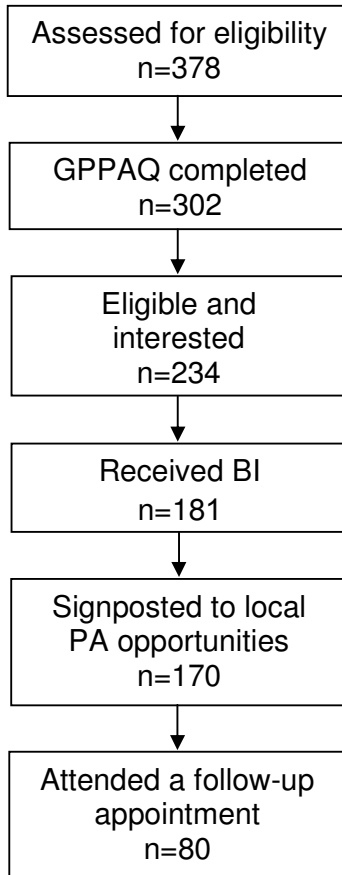 Assessed for eligibility
n=378
GPPAQ completed
n=302
Eligible and
interested
n=234
Received BI
n=181
Signposted to local
PA opportunities
n=170
Attended a follow-up
appointment
n=80